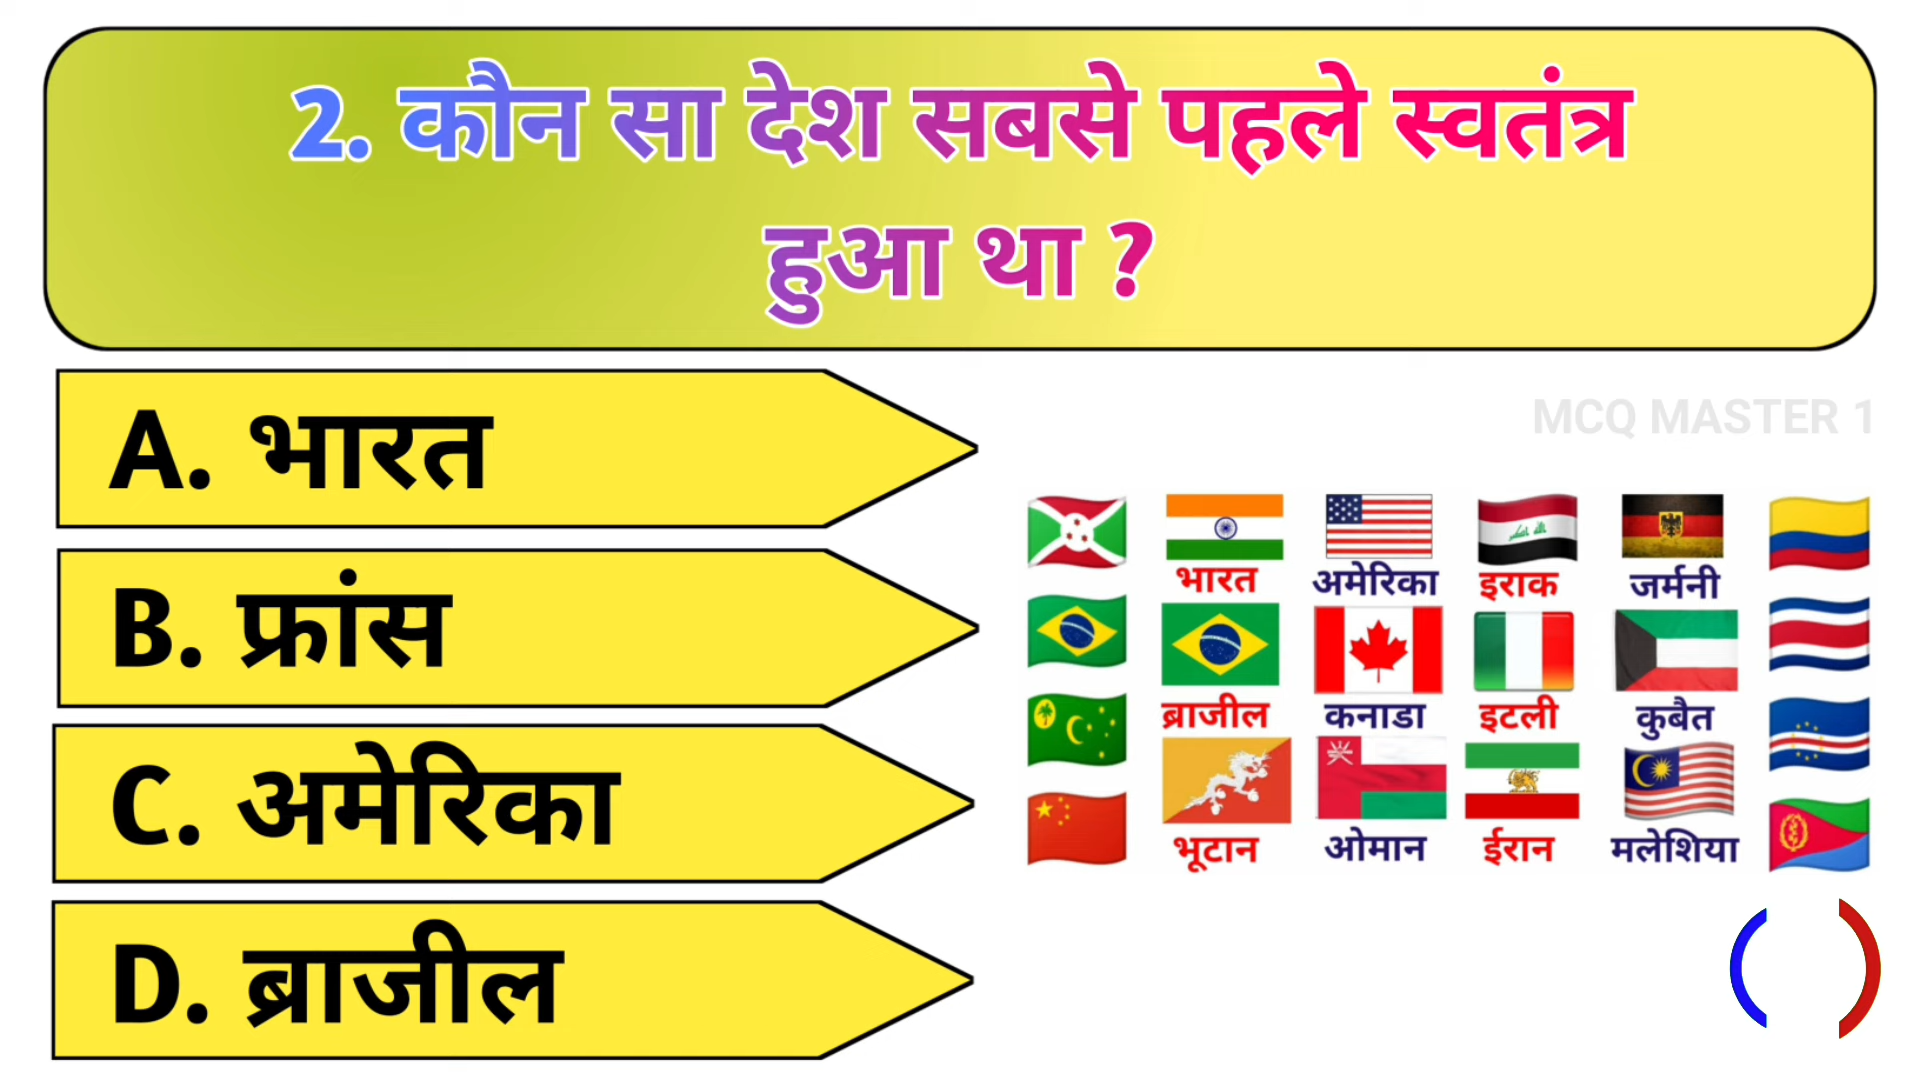 2. कौन सा देश सबसे पहले स्वतंत्र
हुआ था ?
A. भारत
B. फ्रांस
C. अमेरिका
D. ब्राजील
MCQ MASTER 1
भारत अमेरिका इराक जर्मनी
ब्राजील कनाडा इटली कुबैत
भूटान ओमान ईरान मलेशिया